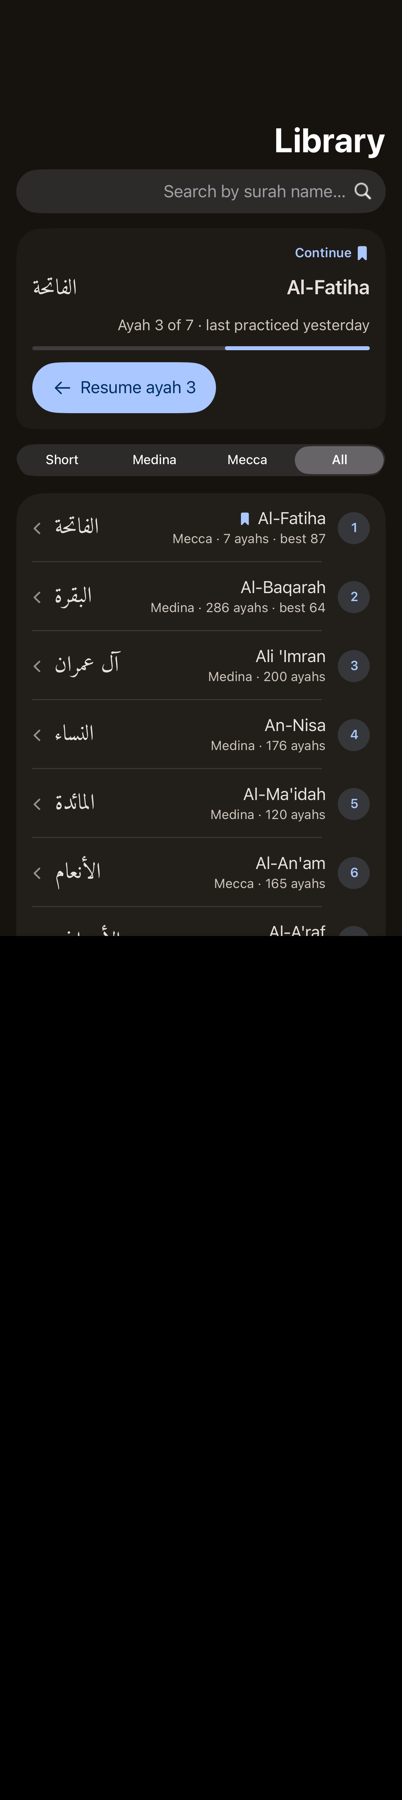 Library
Search by surah name...
Continue
Al-Fatiha الفاتحة
Ayah 3 of 7 · last practiced yesterday
Resume ayah 3
All Mecca Medina Short
1 Al-Fatiha الفاتحة
Mecca · 7 ayahs · best 87
2 Al-Baqarah البقرة
Medina · 286 ayahs · best 64
3 Ali 'Imran آل عمران
Medina · 200 ayahs
4 An-Nisa النساء
Medina · 176 ayahs
5 Al-Ma'idah المائدة
Medina · 120 ayahs
6 Al-An'am الأنعام
Mecca · 165 ayahs
Al-A'raf